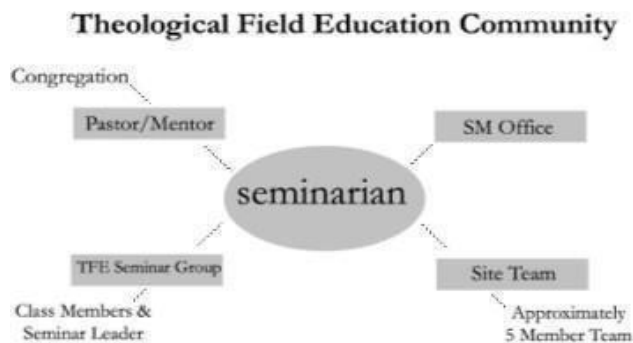 Theological Field Education Community
Congregation
Pastor/Mentor
SM Office
seminarian
TFE Seminar Group
Site Team
Class Members &
Seminar Leader
Approximately
5 Member Team